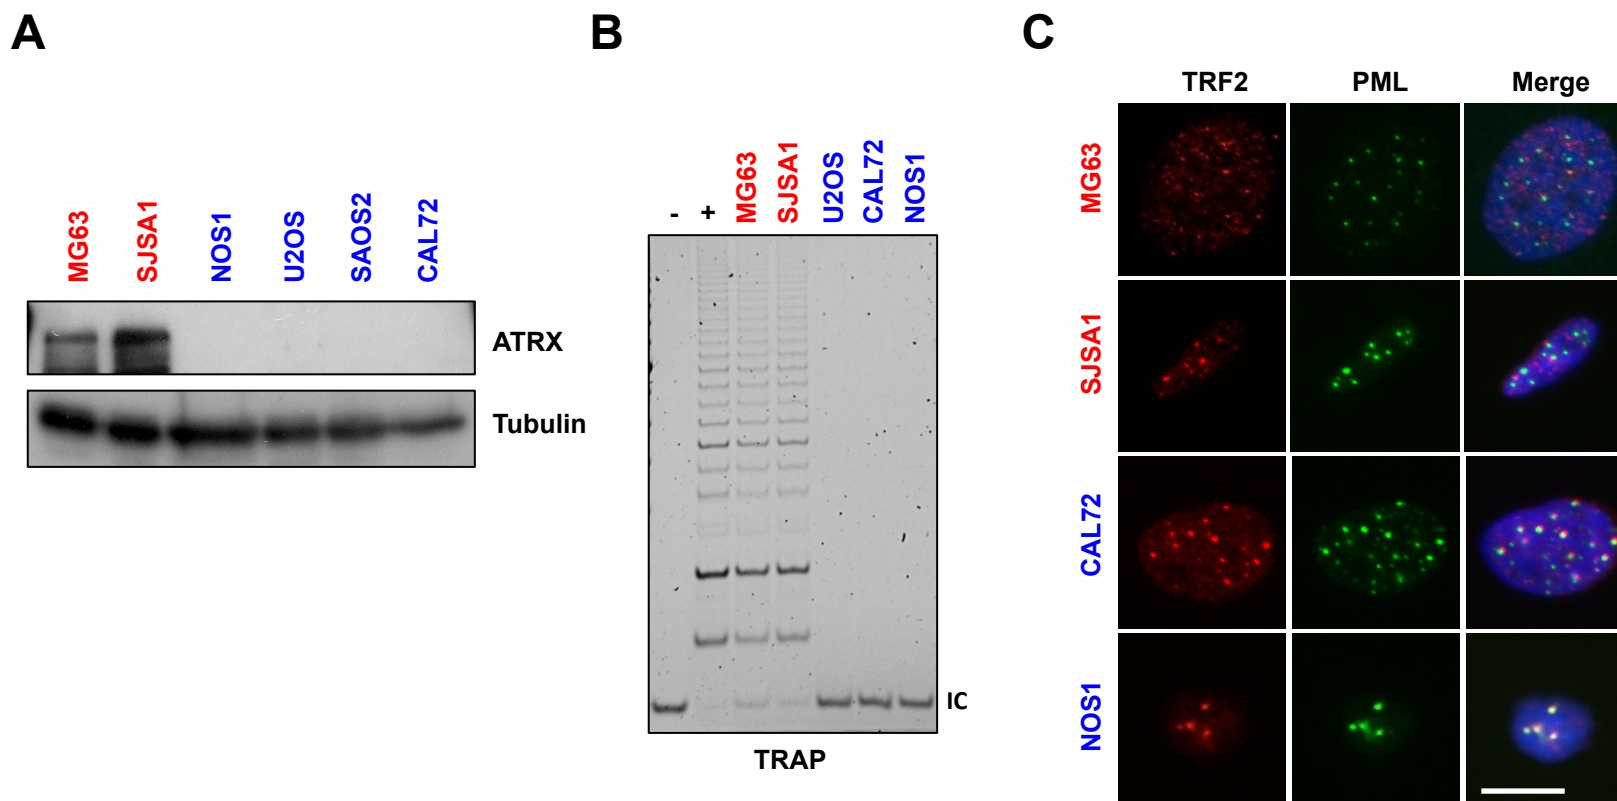 A
MG63
SJSA1
NOS1
U2OS
SAOS2
CAL72
ATRX
Tubulin
B
-
+
MG63
SJSA1
U2OS
CAL72
NOS1
IC
TRAP
C
TRF2
PML
Merge
MG63
SJSA1
CAL72
NOS1